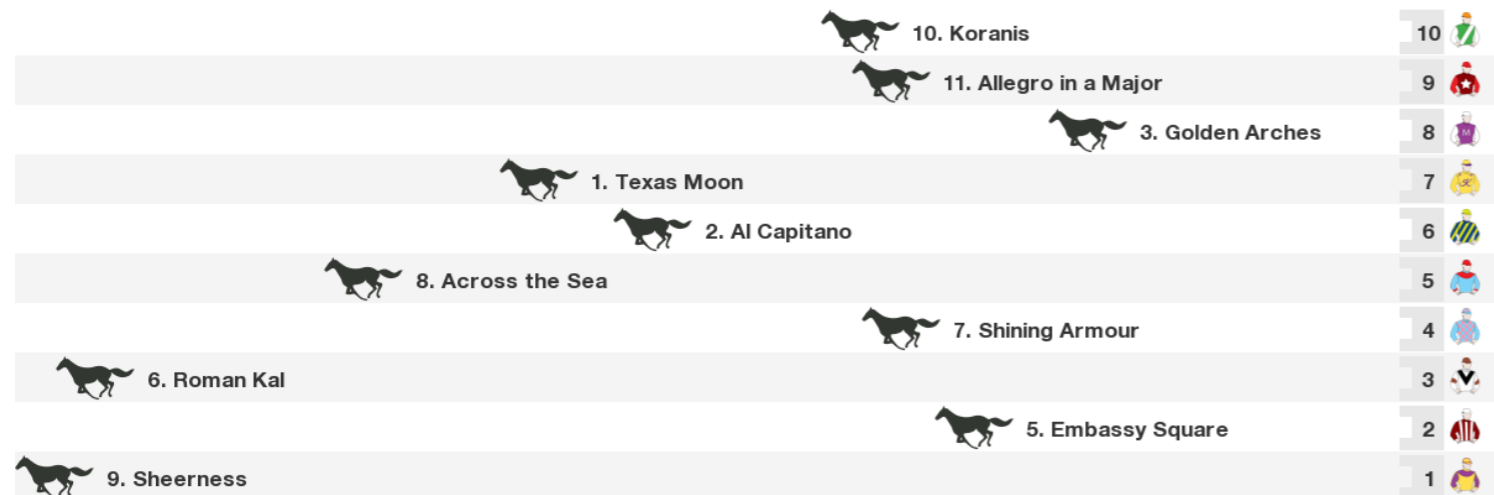 10. Koranis 10
11. Allegro in a Major 9
3. Golden Arches 8
1. Texas Moon 7
2. Al Capitano 6
8. Across the Sea 5
7. Shining Armour 4
6. Roman Kal 3
5. Embassy Square 2
9. Sheerness 1